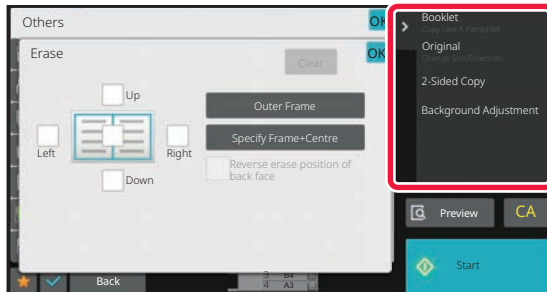 Others
OK
Erase
OK
Clear
Up
Left
Right
Down
Outer Frame
Specify Frame+Centre
Reverse erase position of
back face
Back
3 B4
4 A3
Booklet
Copy Like A Pamphlet
Original
Change Size/Direction
2-Sided Copy
Background Adjustment
Preview
CA
Start